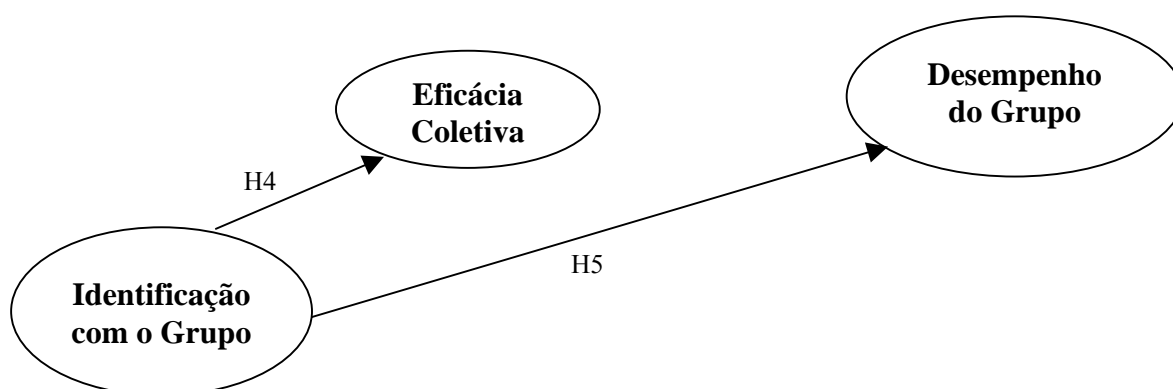 Desempenho
do Grupo
Eficácia
Coletiva
H4
H5
Identificação
com o Grupo